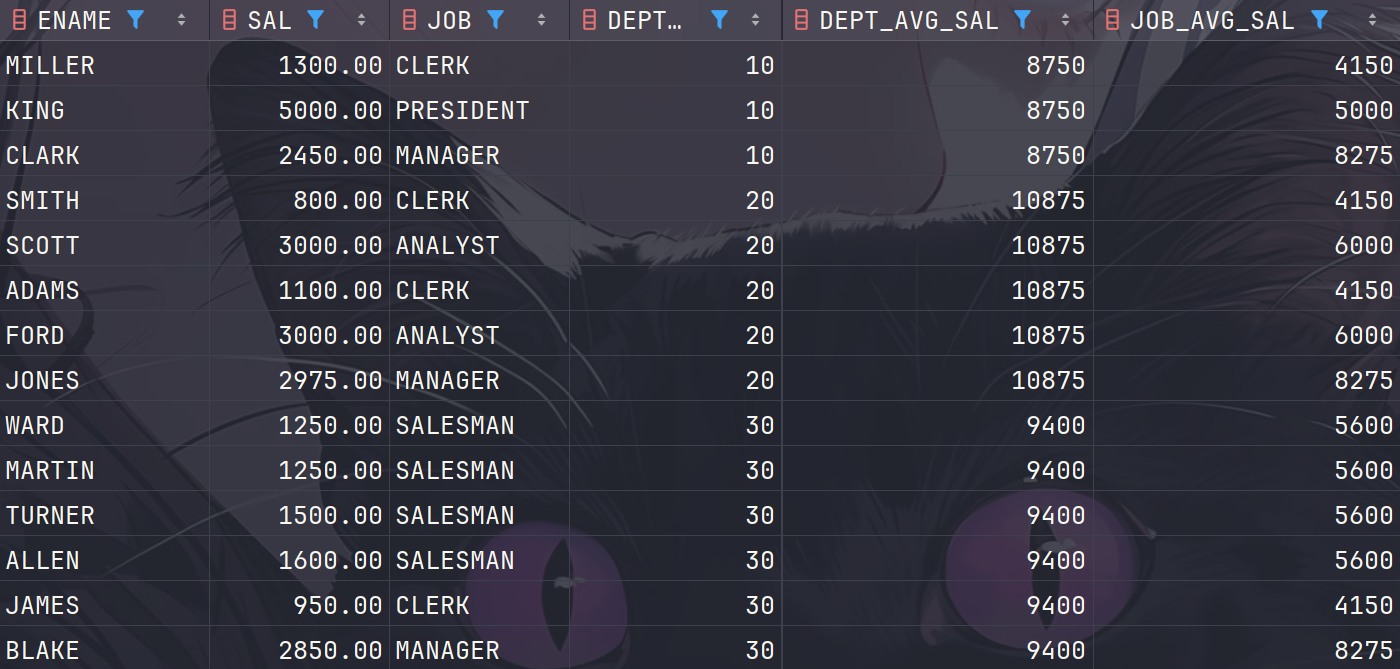 ENAME SAL JOB DEPT… DEPT_AVG_SAL JOB_AVG_SAL
MILLER 1300.00 CLERK 10 8750 4150
KING 5000.00 PRESIDENT 10 8750 5000
CLARK 2450.00 MANAGER 10 8750 8275
SMITH 800.00 CLERK 20 10875 4150
SCOTT 3000.00 ANALYST 20 10875 6000
ADAMS 1100.00 CLERK 20 10875 4150
FORD 3000.00 ANALYST 20 10875 6000
JONES 2975.00 MANAGER 20 10875 8275
WARD 1250.00 SALESMAN 30 9400 5600
MARTIN 1250.00 SALESMAN 30 9400 5600
TURNER 1500.00 SALESMAN 30 9400 5600
ALLEN 1600.00 SALESMAN 30 9400 5600
JAMES 950.00 CLERK 30 9400 4150
BLAKE 2850.00 MANAGER 30 9400 8275